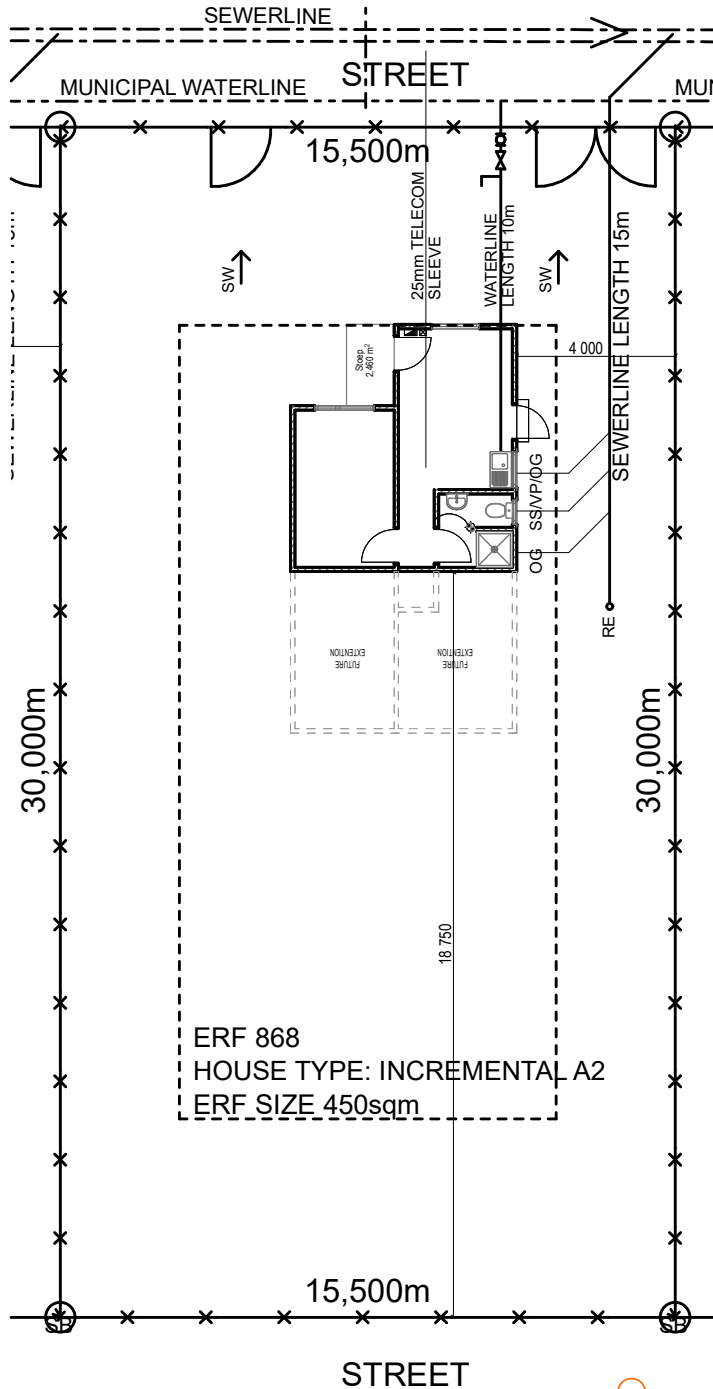 SEWERLINE
STREET
MUNICIPAL WATERLINE
15,500m
25mm TELECOM
SLEEVE
WATERLINE
LENGTH 10m
SEWERLINE LENGTH 15m
SW
SW
Stoep
2,460 m²
4 000
SS/VP/OG
OG
RE
FUTURE
EXTENTION
FUTURE
EXTENTION
30,000m
30,000m
18 750
ERF 868
HOUSE TYPE: INCREMENTAL A2
ERF SIZE 450sqm
15,500m
STREET